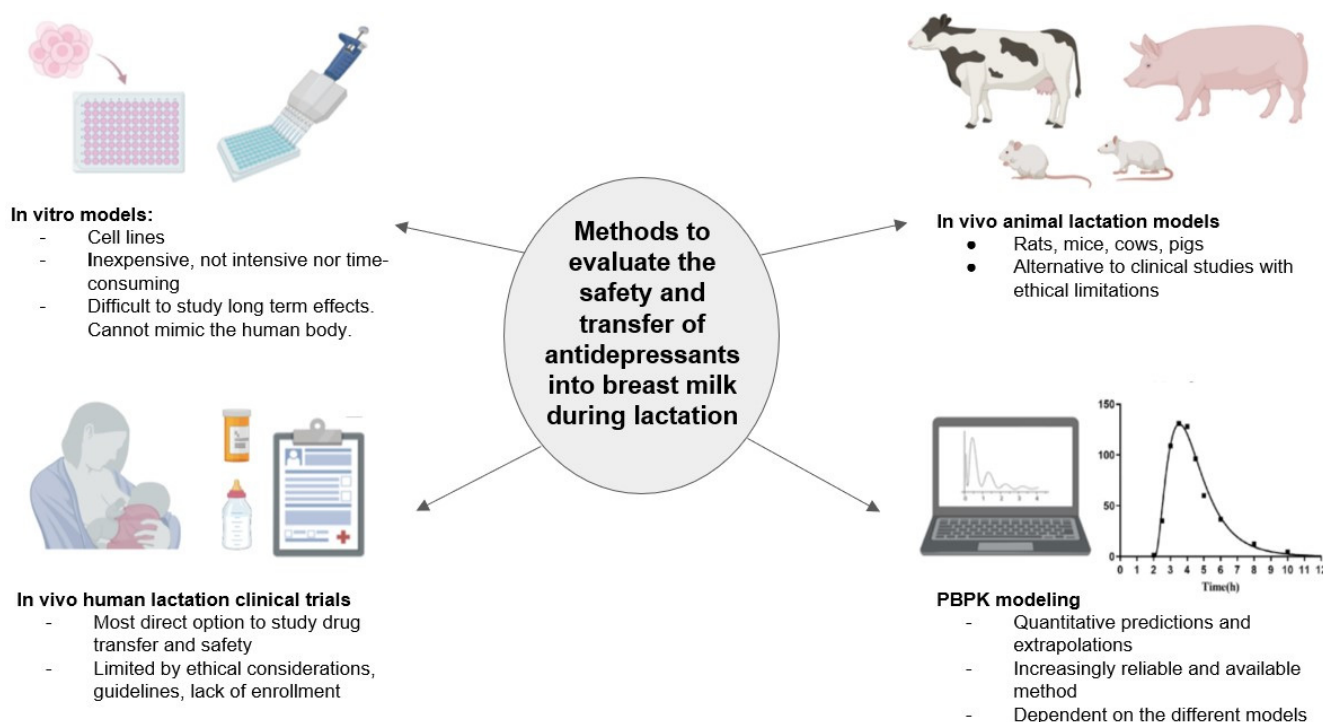 In vitro models:
- Cell lines
- Inexpensive, not intensive nor time-
consuming
- Difficult to study long term effects.
Cannot mimic the human body.
Methods to
evaluate the
safety and
transfer of
antidepressants
into breast milk
during lactation
In vivo animal lactation models
● Rats, mice, cows, pigs
● Alternative to clinical studies with
ethical limitations
In vivo human lactation clinical trials
- Most direct option to study drug
transfer and safety
- Limited by ethical considerations,
guidelines, lack of enrollment
0 1 2 3 4
150
100
50
0
0 1 2 3 4 5 6 7 8 9 10 11 12
Time(h)
PBPK modeling
- Quantitative predictions and
extrapolations
- Increasingly reliable and available
method
- Dependent on the different models